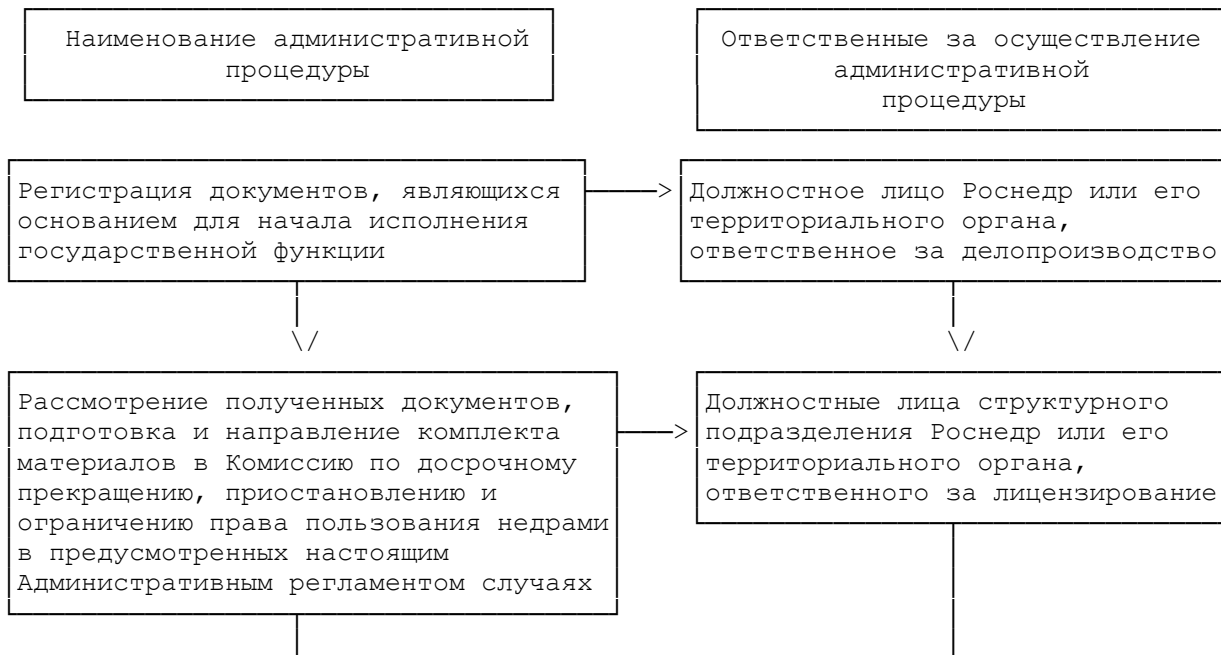 Наименование административной
процедуры
Ответственные за осуществление
административной
процедуры
Регистрация документов, являющихся
основанием для начала исполнения
государственной функции
Должностное лицо Роснедр или его
территориального органа,
ответственное за делопроизводство
Рассмотрение полученных документов,
подготовка и направление комплекта
материалов в Комиссию по досрочному
прекращению, приостановлению и
ограничению права пользования недрами
в предусмотренных настоящим
Административным регламентом случаях
Должностные лица структурного
подразделения Роснедр или его
территориального органа,
ответственного за лицензирование